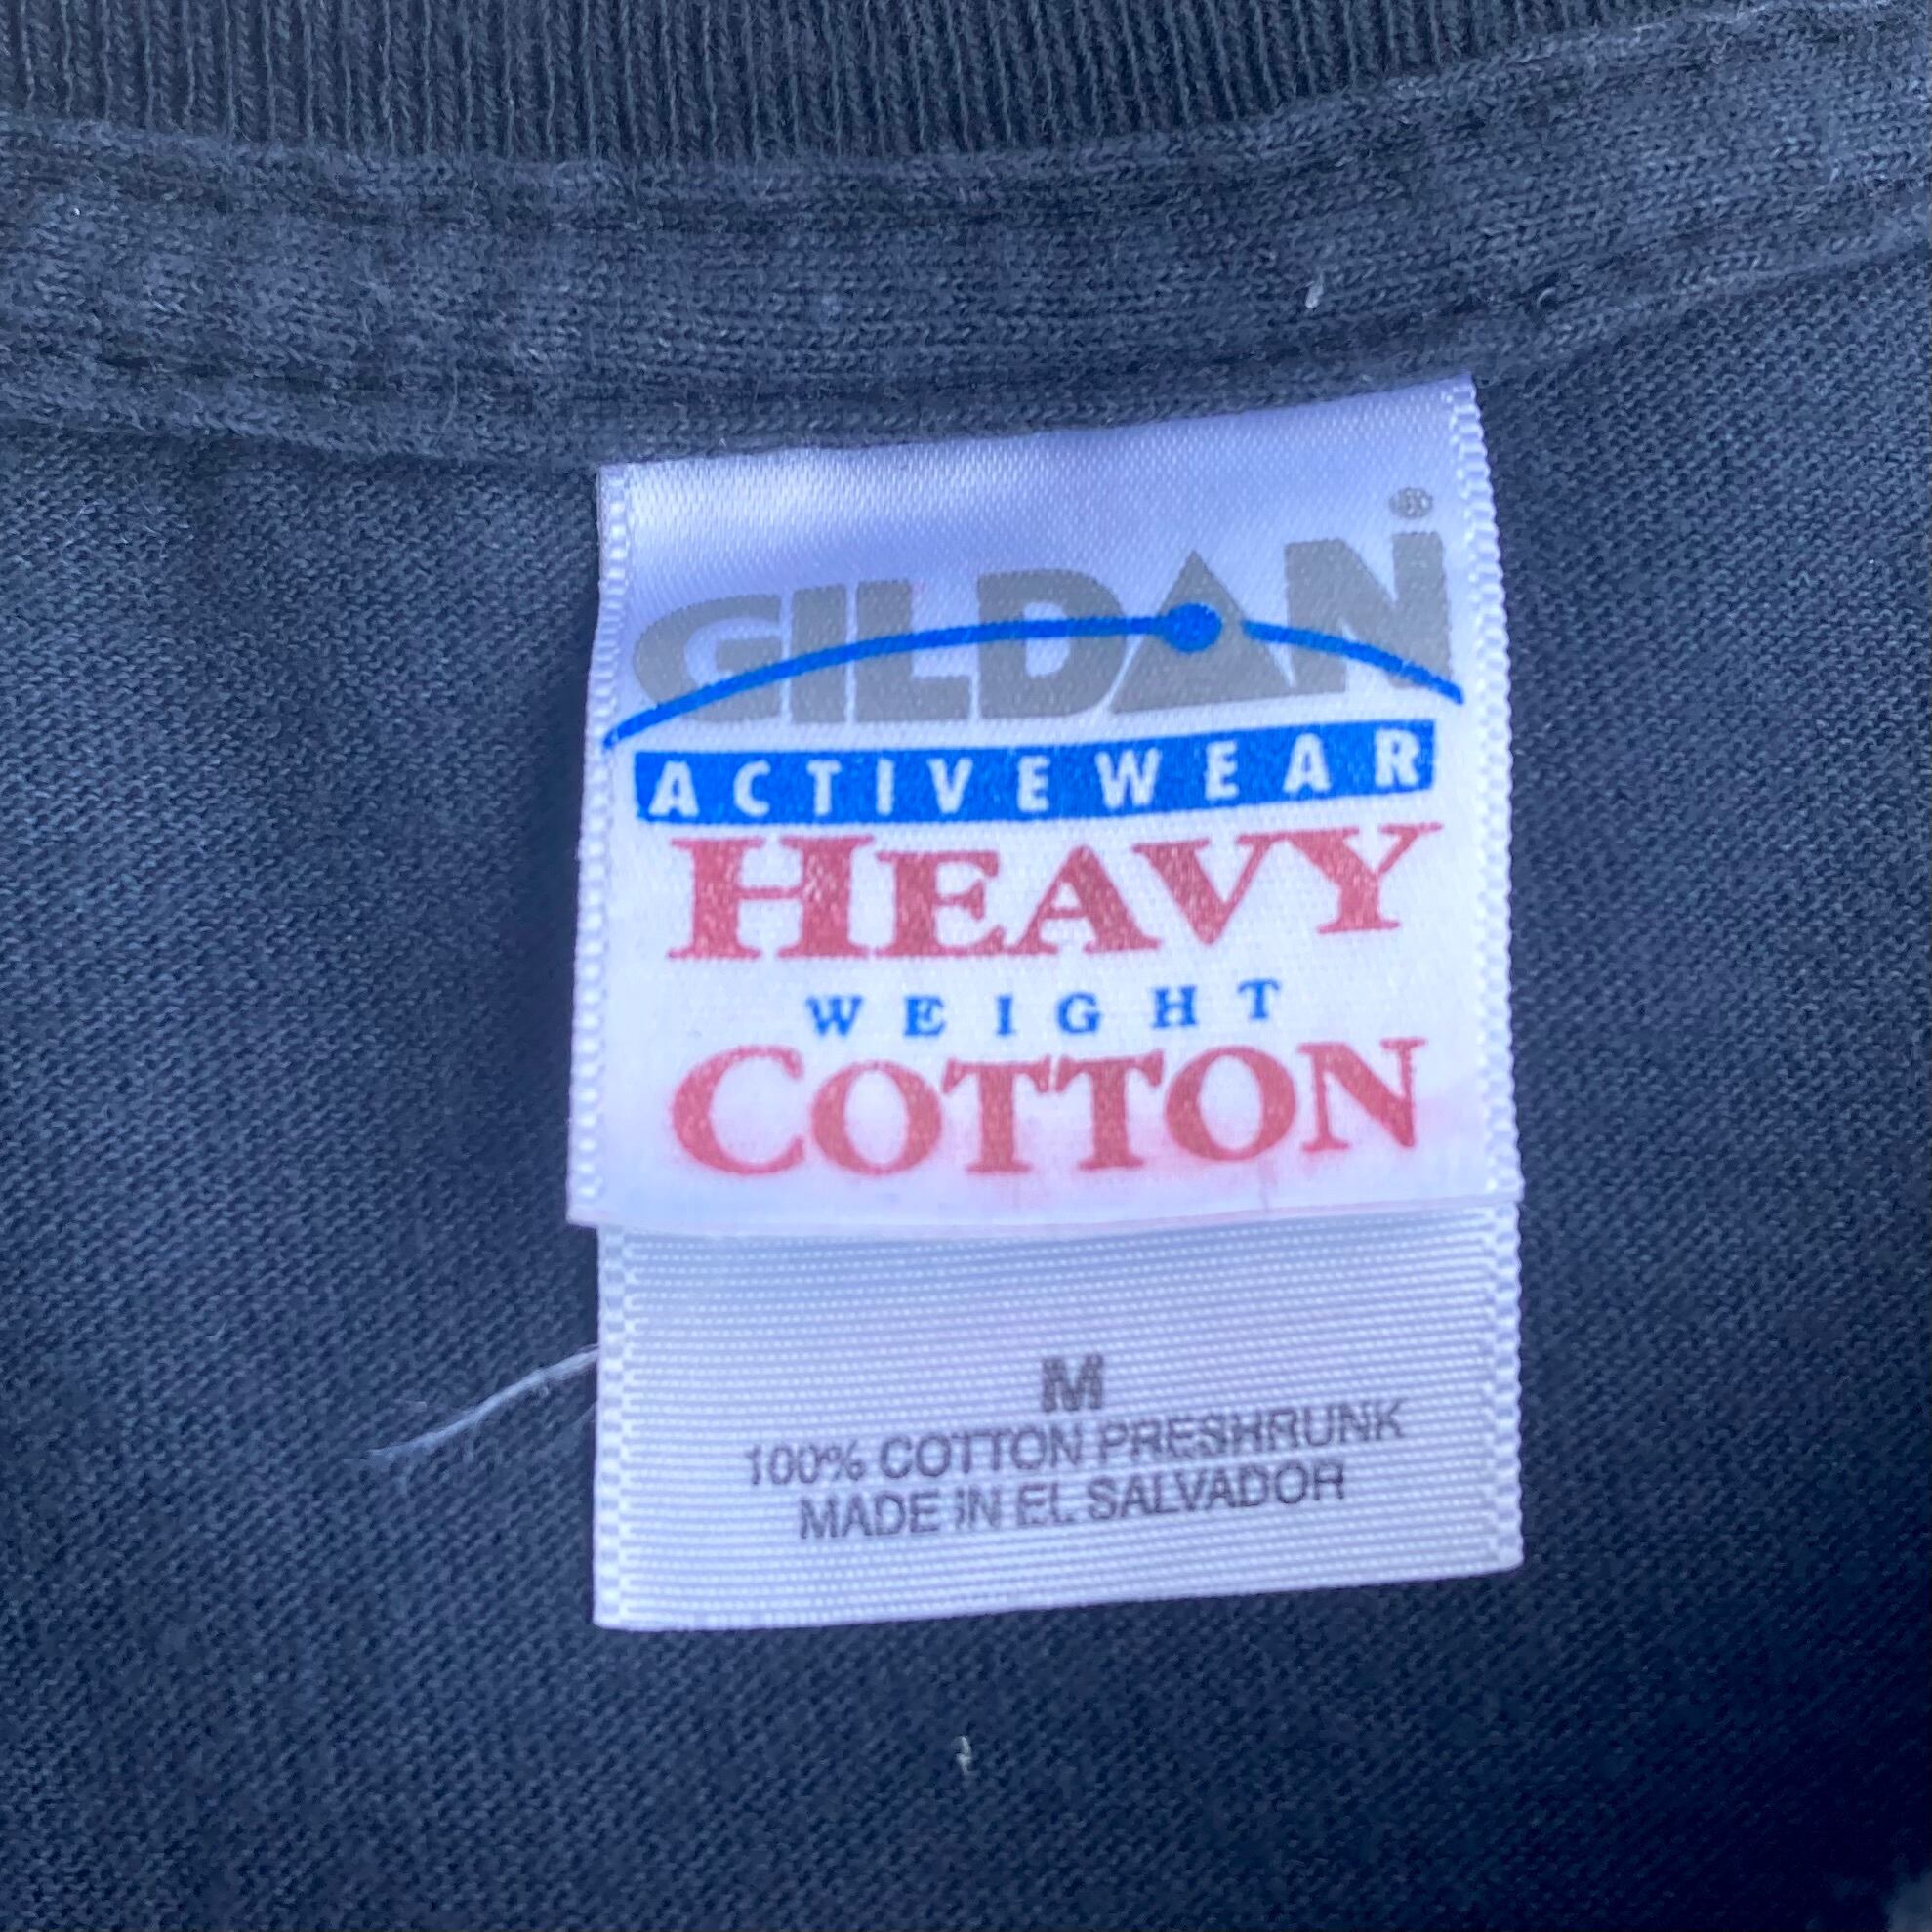 GILDAN®
ACTIVEWEAR
HEAVY
WEIGHT
COTTON
M
100% COTTON PRESHRUNK
MADE IN EL SALVADOR